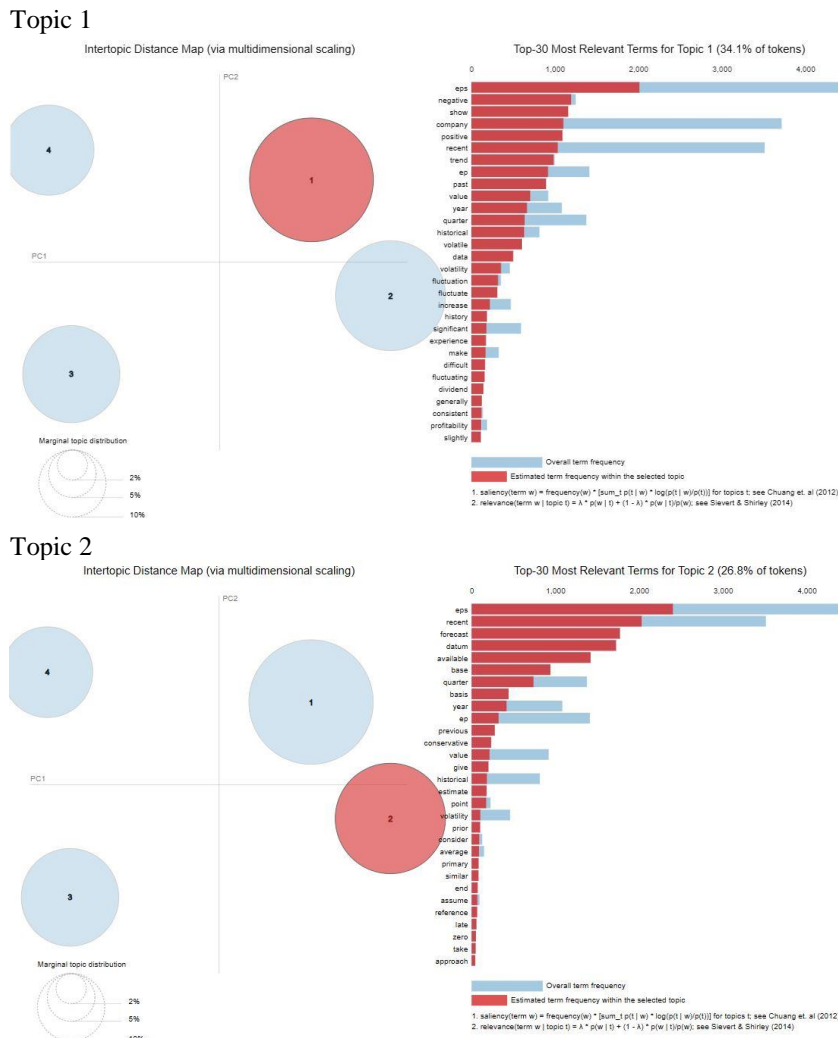 Topic 1
Intertopic Distance Map (via multidimensional scaling)
PC2
PC1
4
1
2
3
Marginal topic distribution
2%
5%
10%
Top-30 Most Relevant Terms for Topic 1 (34.1% of tokens)
0 1,000 2,000 3,000 4,000
eps
negative
show
company
positive
recent
trend
ep
past
value
year
quarter
historical
volatile
data
volatility
fluctuation
fluctuate
increase
history
significant
experience
make
difficult
fluctuating
dividend
generally
consistent
profitability
slightly
Overall term frequency
Estimated term frequency within the selected topic
1. saliency(term w) = frequency(w) * [sum_t p(t | w) * log(p(t | w)/p(t))] for topics t; see Chuang et. al (2012)
2. relevance(term w | topic t) = λ * p(w | t) + (1 - λ) * p(w | t)/p(w); see Sievert & Shirley (2014)
Topic 2
Intertopic Distance Map (via multidimensional scaling)
PC2
PC1
4
1
2
3
Marginal topic distribution
2%
5%
10%
Top-30 Most Relevant Terms for Topic 2 (26.8% of tokens)
0 1,000 2,000 3,000 4,000
eps
recent
forecast
datum
available
base
quarter
basis
year
ep
previous
conservative
value
give
historical
estimate
point
volatility
prior
consider
average
primary
similar
end
assume
reference
late
zero
take
approach
Overall term frequency
Estimated term frequency within the selected topic
1. saliency(term w) = frequency(w) * [sum_t p(t | w) * log(p(t | w)/p(t))] for topics t; see Chuang et. al (2012
2. relevance(term w | topic t) = λ * p(w | t) + (1 - λ) * p(w | t)/p(w); see Sievert & Shirley (2014)